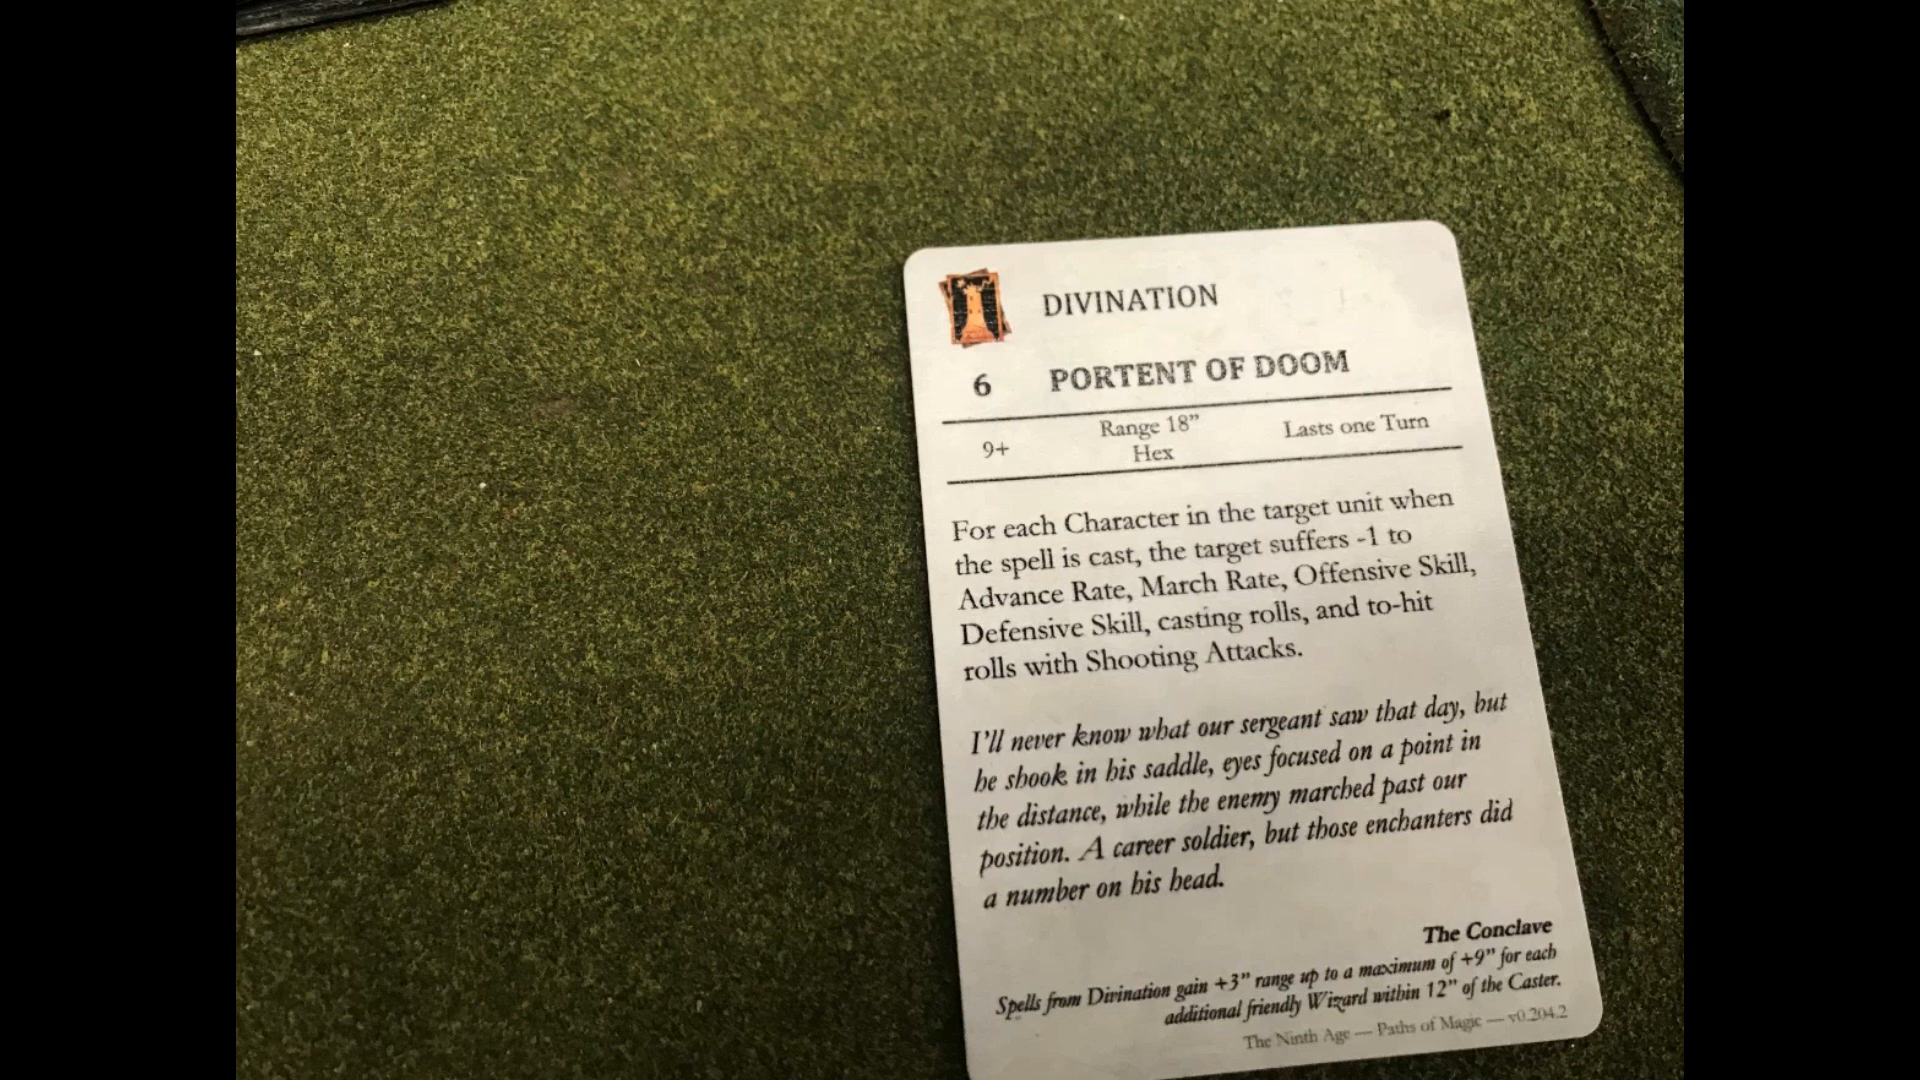 DIVINATION
6 PORTENT OF DOOM
9+ Range 18” Lasts one Turn
Hex
For each Character in the target unit when
the spell is cast, the target suffers -1 to
Advance Rate, March Rate, Offensive Skill,
Defensive Skill, casting rolls, and to-hit
rolls with Shooting Attacks.
I’ll never know what our sergeant saw that day, but
he shook in his saddle, eyes focused on a point in
the distance, while the enemy marched past our
position. A career soldier, but those enchanters did
a number on his head.
The Conclave
Spells from Divination gain +3” range up to a maximum of +9” for each
additional friendly Wizard within 12” of the Caster.
The Ninth Age — Paths of Magic — v0.204.2